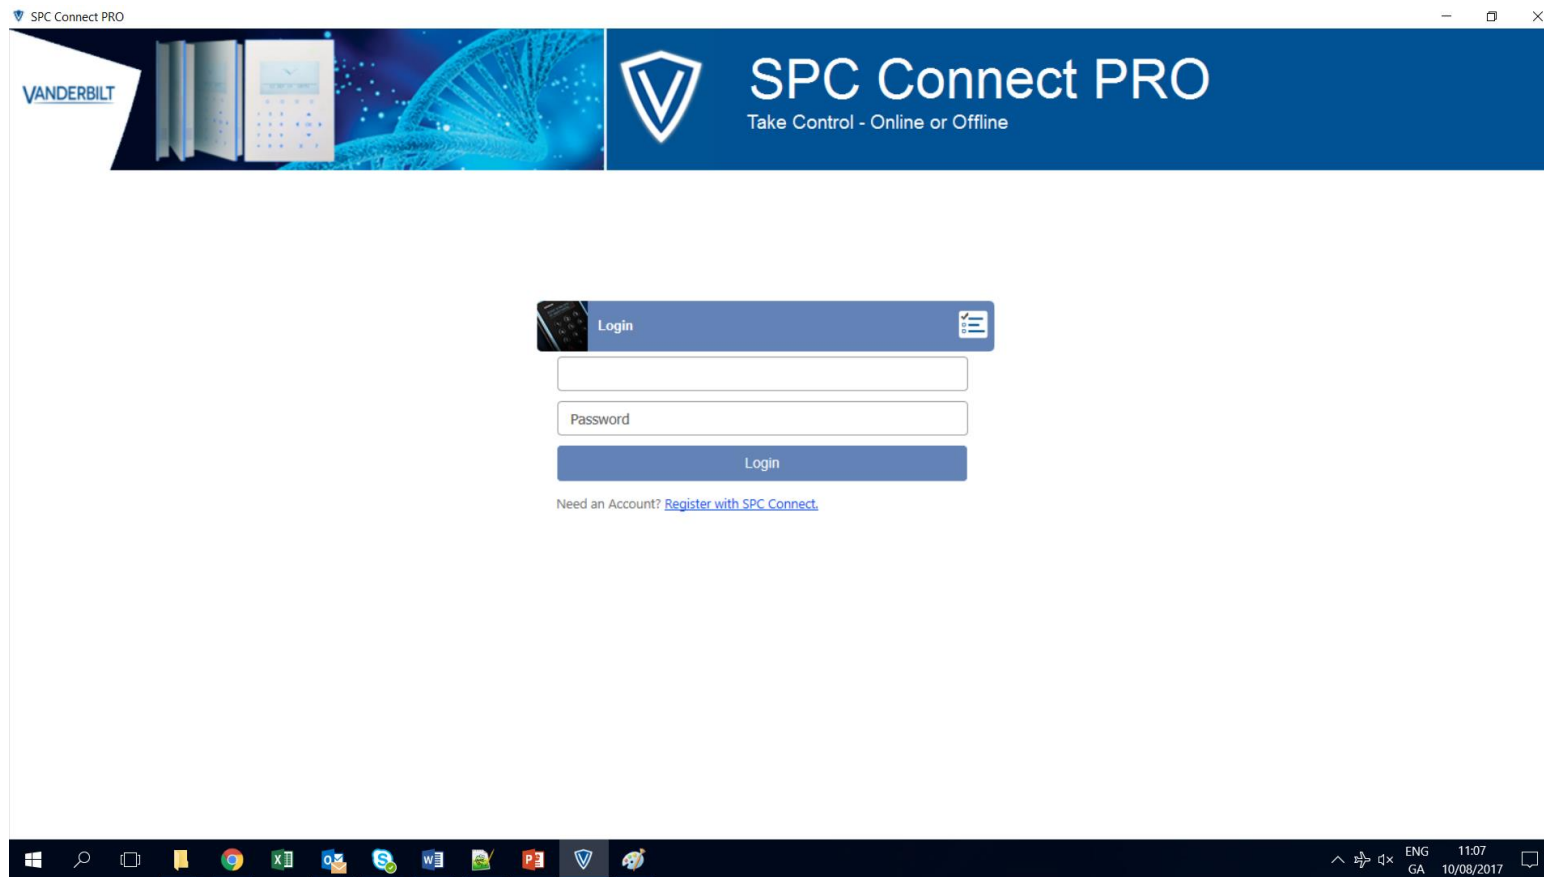 SPC Connect PRO
VANDERBILT
SPC Connect PRO
Take Control - Online or Offline
Login
Password
Login
Need an Account? Register with SPC Connect.
ENG
GA
11:07
10/08/2017